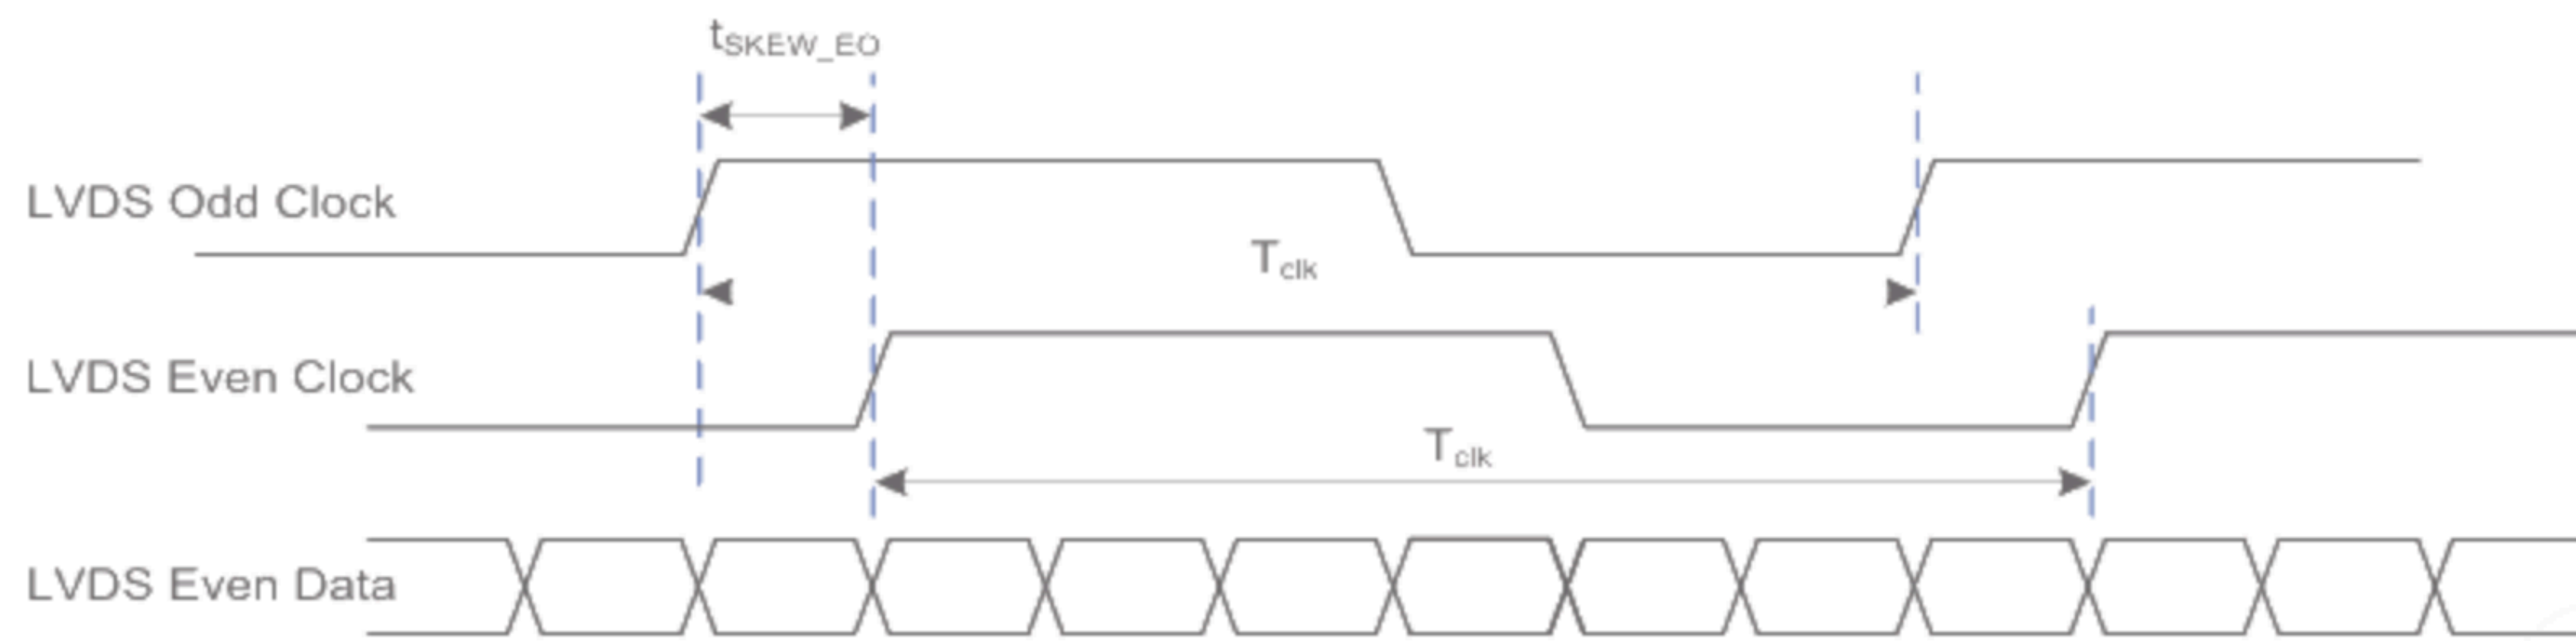 tSKEW_EO
LVDS Odd Clock
Tclk
LVDS Even Clock
Tclk
LVDS Even Data